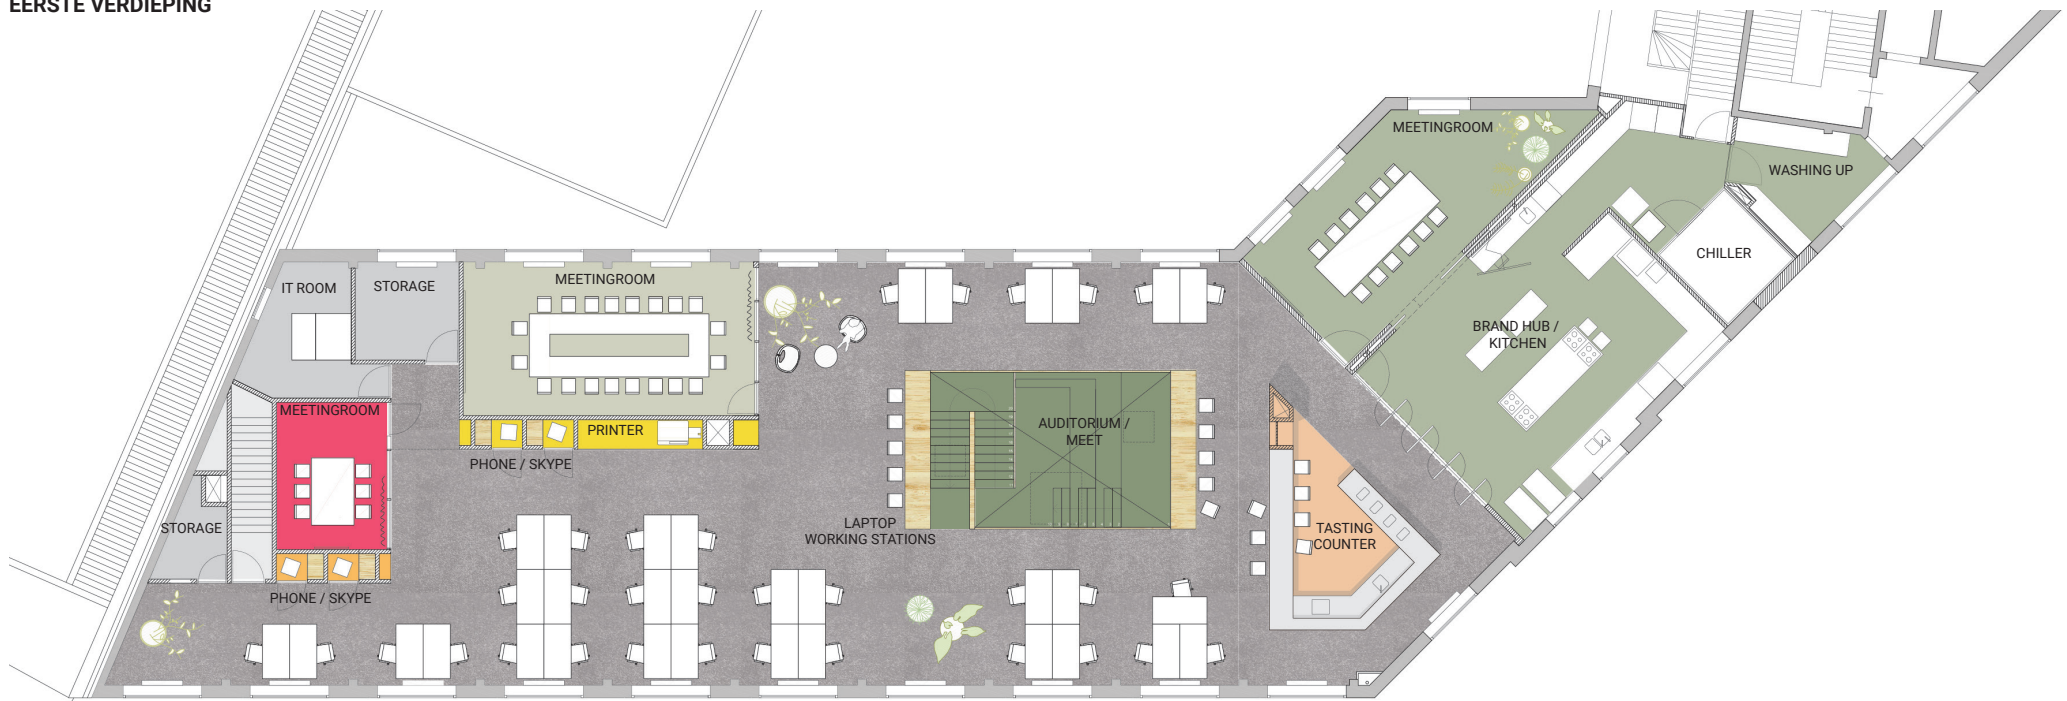 EERSTE VERDIEPING
MEETINGROOM
WASHING UP
CHILLER
IT ROOM
STORAGE
MEETINGROOM
BRAND HUB /
KITCHEN
MEETINGROOM
PRINTER
AUDITORIUM /
MEET
PHONE / SKYPE
STORAGE
LAPTOP
WORKING STATIONS
TASTING
COUNTER
PHONE / SKYPE